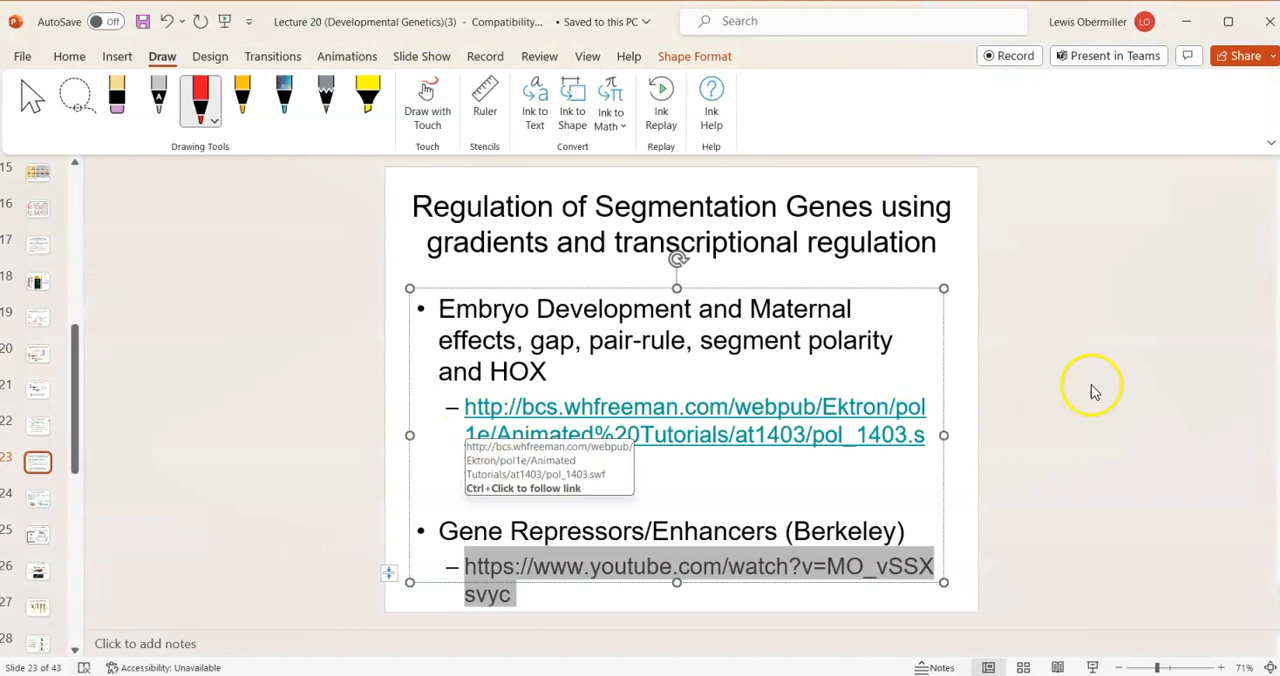 AutoSave Off Lecture 20 (Developmental Genetics)(3) - Compatibility... • Saved to this PC Search Lewis Obermiller LO
File Home Insert Draw Design Transitions Animations Slide Show Record Review View Help Shape Format Record Present in Teams Share
Draw with Touch
Ruler
Ink to Text
Ink to Shape
Ink to Math
Ink Replay
Ink Help
Drawing Tools Touch Stencils Convert Replay Help
15
16
17
18
19
20
21
22
23
24
25
26
27
28
Regulation of Segmentation Genes using
gradients and transcriptional regulation
• Embryo Development and Maternal
effects, gap, pair-rule, segment polarity
and HOX
– http://bcs.whfreeman.com/webpub/Ektron/pol
1e/Animated%20Tutorials/at1403/pol_1403.s
http://bcs.whfreeman.com/webpub/
Ektron/pol1e/Animated
Tutorials/at1403/pol_1403.swf
Ctrl+Click to follow link
• Gene Repressors/Enhancers (Berkeley)
– https://www.youtube.com/watch?v=MO_vSSX
svyc
Click to add notes
Slide 23 of 43 Accessibility: Unavailable Notes 71%